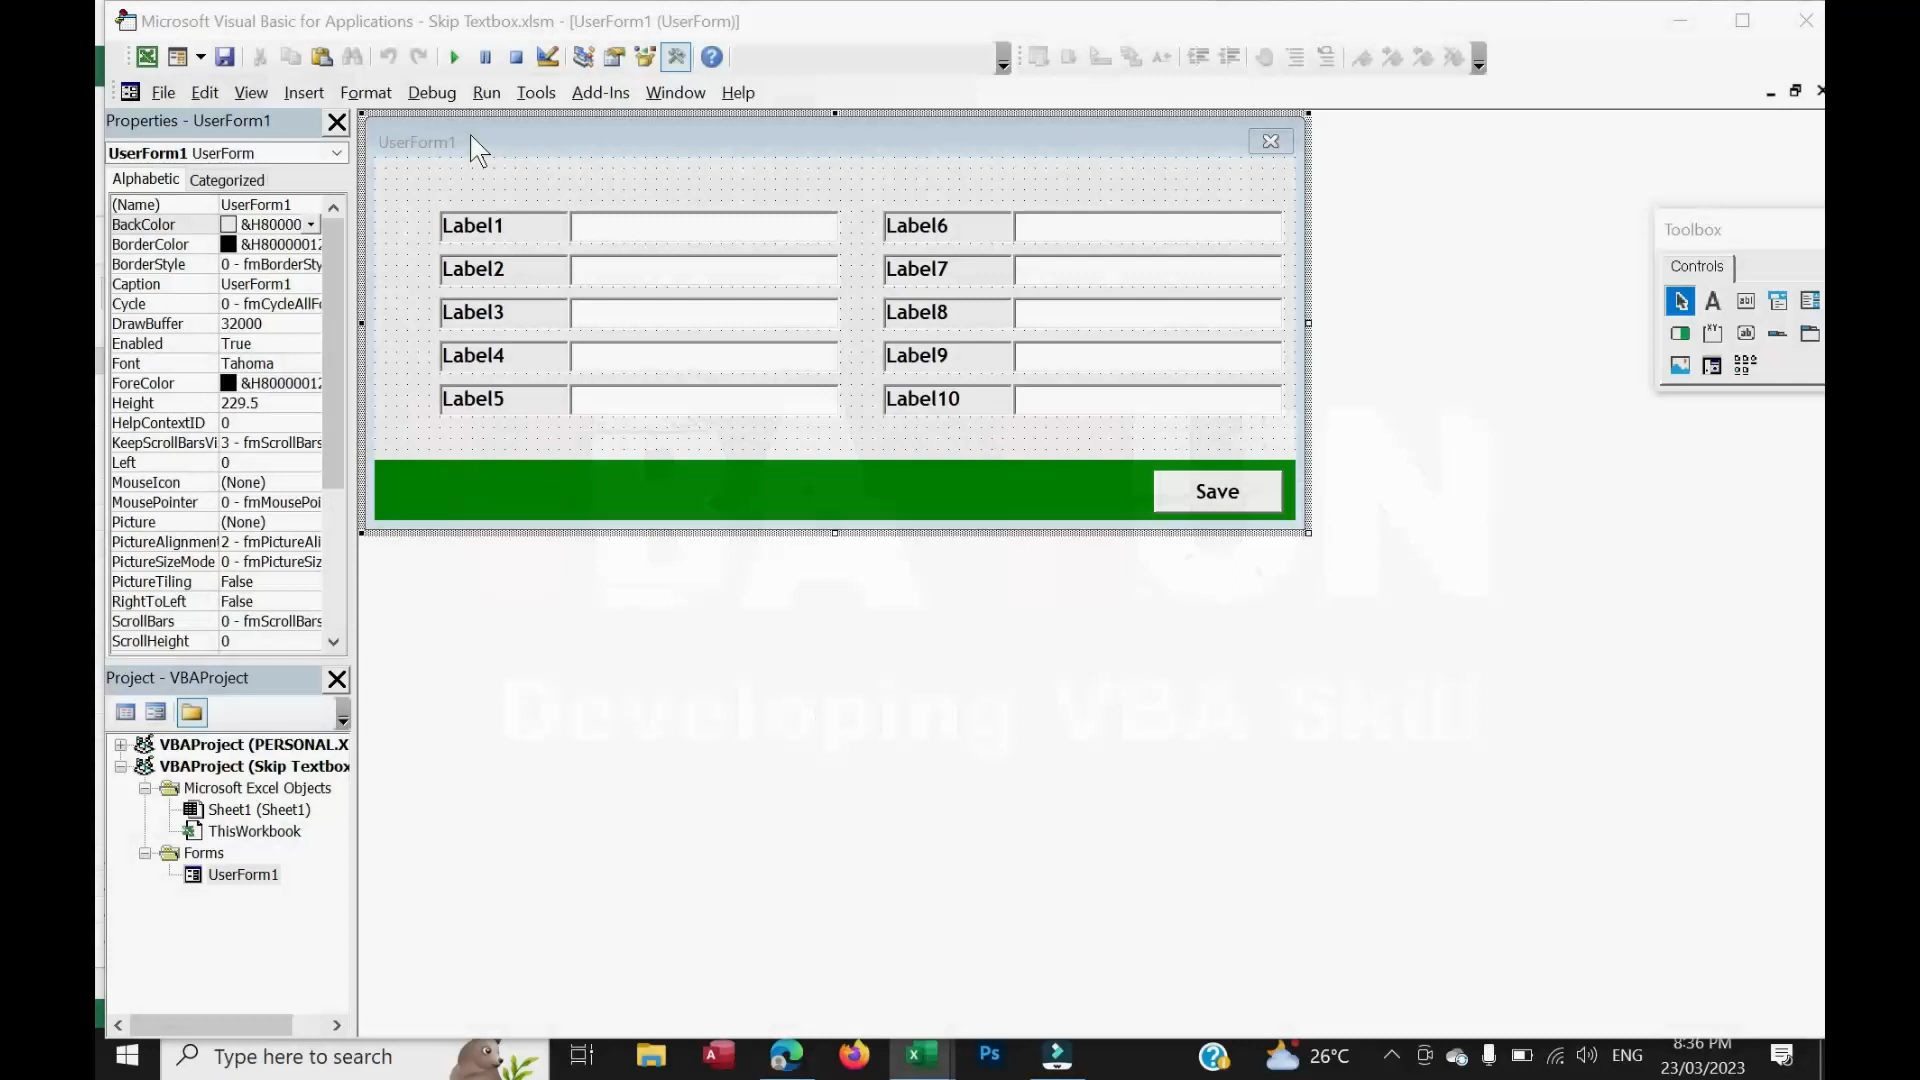 Microsoft Visual Basic for Applications - Skip Textbox.xlsm - [UserForm1 (UserForm)]
File Edit View Insert Format Debug Run Tools Add-Ins Window Help
Properties - UserForm1
UserForm1 UserForm
Alphabetic Categorized
(Name) UserForm1
BackColor &H80000
BorderColor &H80000012
BorderStyle 0 - fmBorderSty
Caption UserForm1
Cycle 0 - fmCycleAllFo
DrawBuffer 32000
Enabled True
Font Tahoma
ForeColor &H80000012
Height 229.5
HelpContextID 0
KeepScrollBarsVi 3 - fmScrollBars
Left 0
MouseIcon (None)
MousePointer 0 - fmMousePoi
Picture (None)
PictureAlignment 2 - fmPictureAli
PictureSizeMode 0 - fmPictureSiz
PictureTiling False
RightToLeft False
ScrollBars 0 - fmScrollBars
ScrollHeight 0
Project - VBAProject
VBAProject (PERSONAL.X
VBAProject (Skip Textbox
Microsoft Excel Objects
Sheet1 (Sheet1)
ThisWorkbook
Forms
UserForm1
UserForm1
Label1 Label6
Label2 Label7
Label3 Label8
Label4 Label9
Label5 Label10
Save
Toolbox
Controls
Developing VBA Skill
Type here to search
26°C
ENG
8:36 PM
23/03/2023